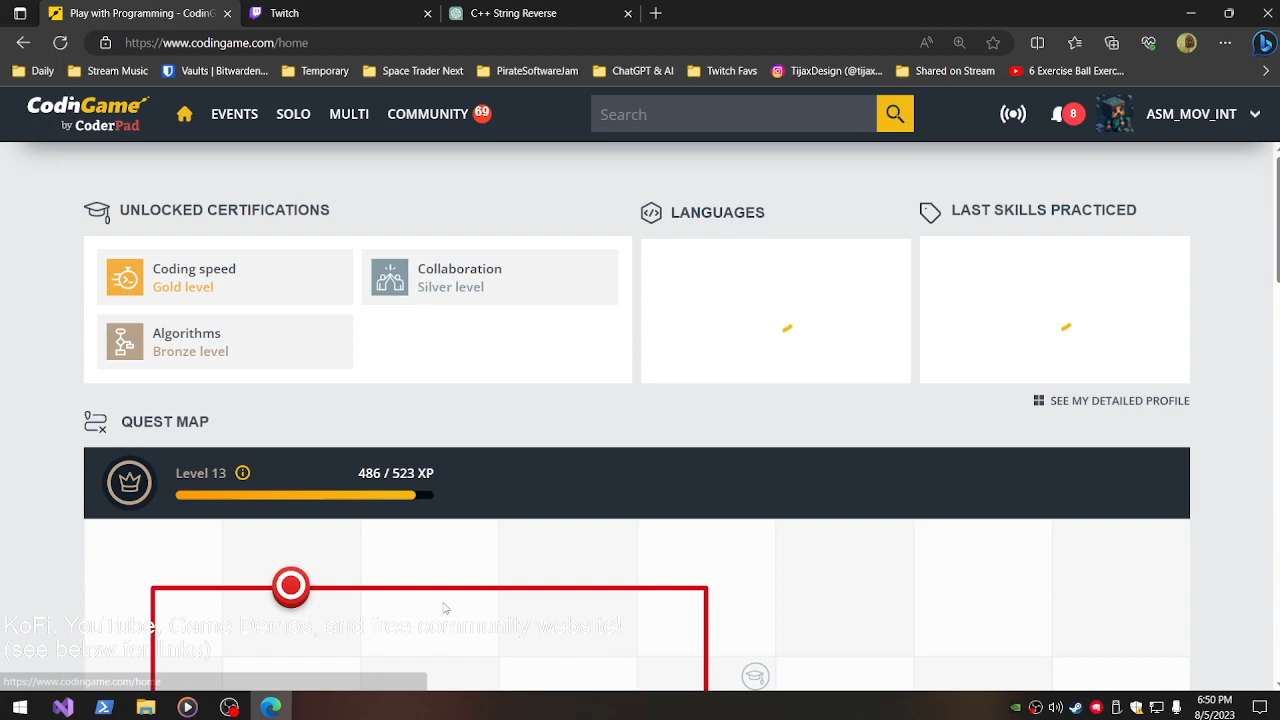 Play with Programming - CodinG
Twitch
C++ String Reverse
https://www.codingame.com/home
Daily
Stream Music
Vaults | Bitwarden...
Temporary
Space Trader Next
PirateSoftwareJam
ChatGPT & AI
Twitch Favs
TijaxDesign (@tijax...
Shared on Stream
6 Exercise Ball Exerc...
CodinGame
by CoderPad
EVENTS
SOLO
MULTI
COMMUNITY 69
Search
8
ASM_MOV_INT
UNLOCKED CERTIFICATIONS
LANGUAGES
LAST SKILLS PRACTICED
Coding speed
Gold level
Collaboration
Silver level
Algorithms
Bronze level
SEE MY DETAILED PROFILE
QUEST MAP
Level 13
486 / 523 XP
KoFi, YouTube, Game Demos, and free community website!
(see below for links)
https://www.codingame.com/home
6:50 PM
8/5/2023